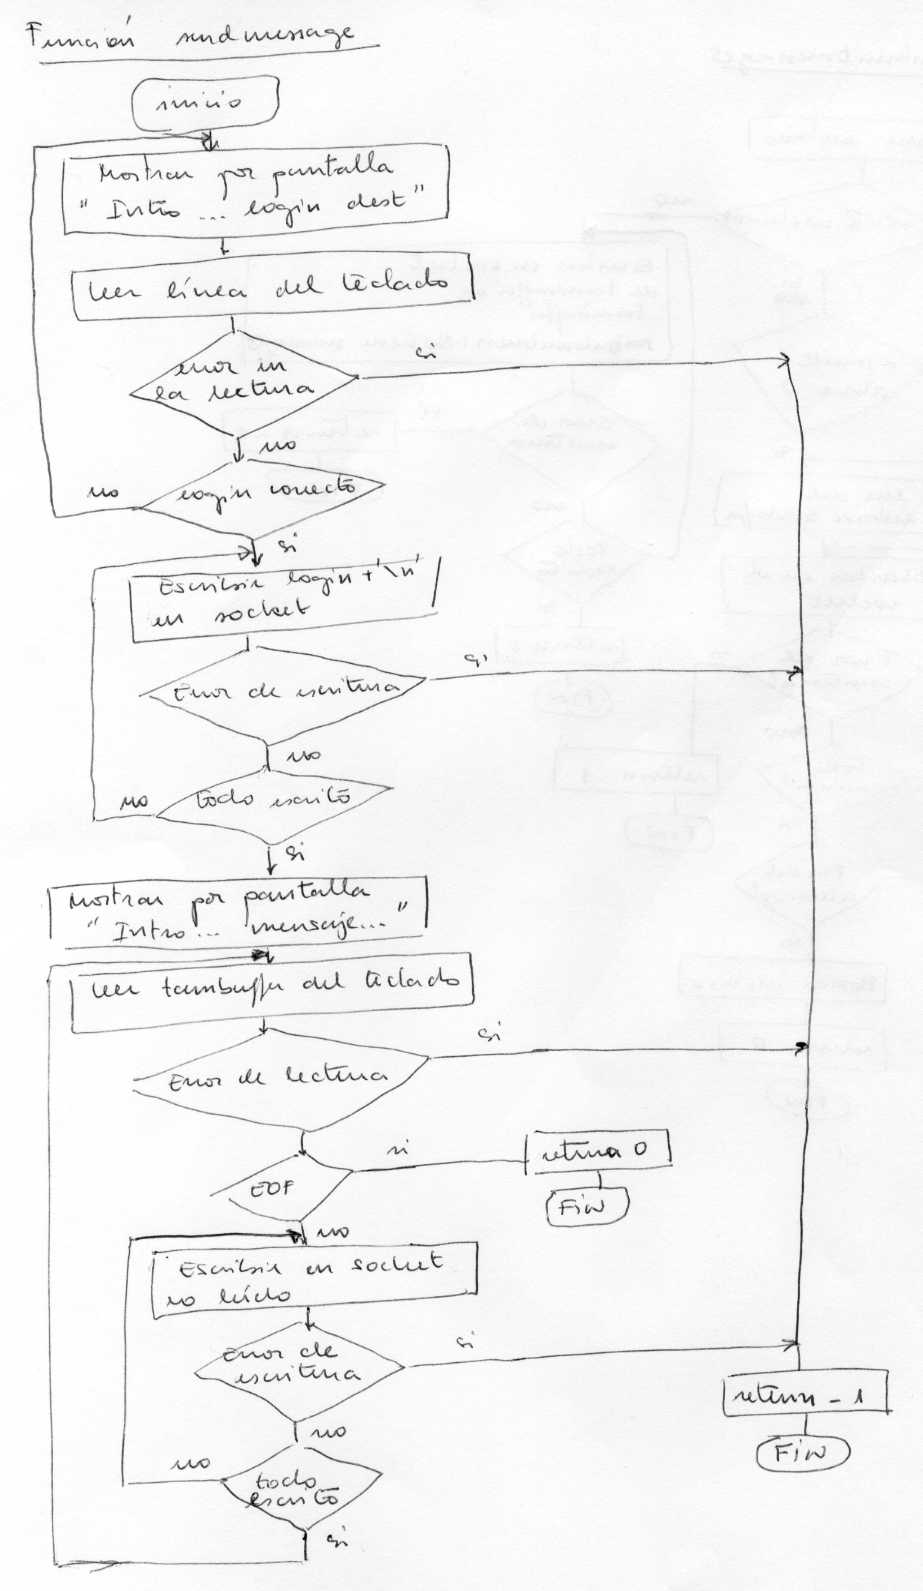 Función sendmessage
inicio
Mostrar por pantalla
" Intro ... login dest "
Leer línea del teclado
error en
la lectura
si
no
login correcto
no
si
Escribir login+'\n'
en socket
Error de escritura
si
no
todo escrito
no
si
Mostrar por pantalla
" Intro ... mensaje... "
Leer tambuffer del teclado
Error de lectura
si
EOF
si
return 0
Fin
no
Escribir en socket
lo leído
Error de
escritura
si
no
return -1
Fin
todo
escrito
no
si